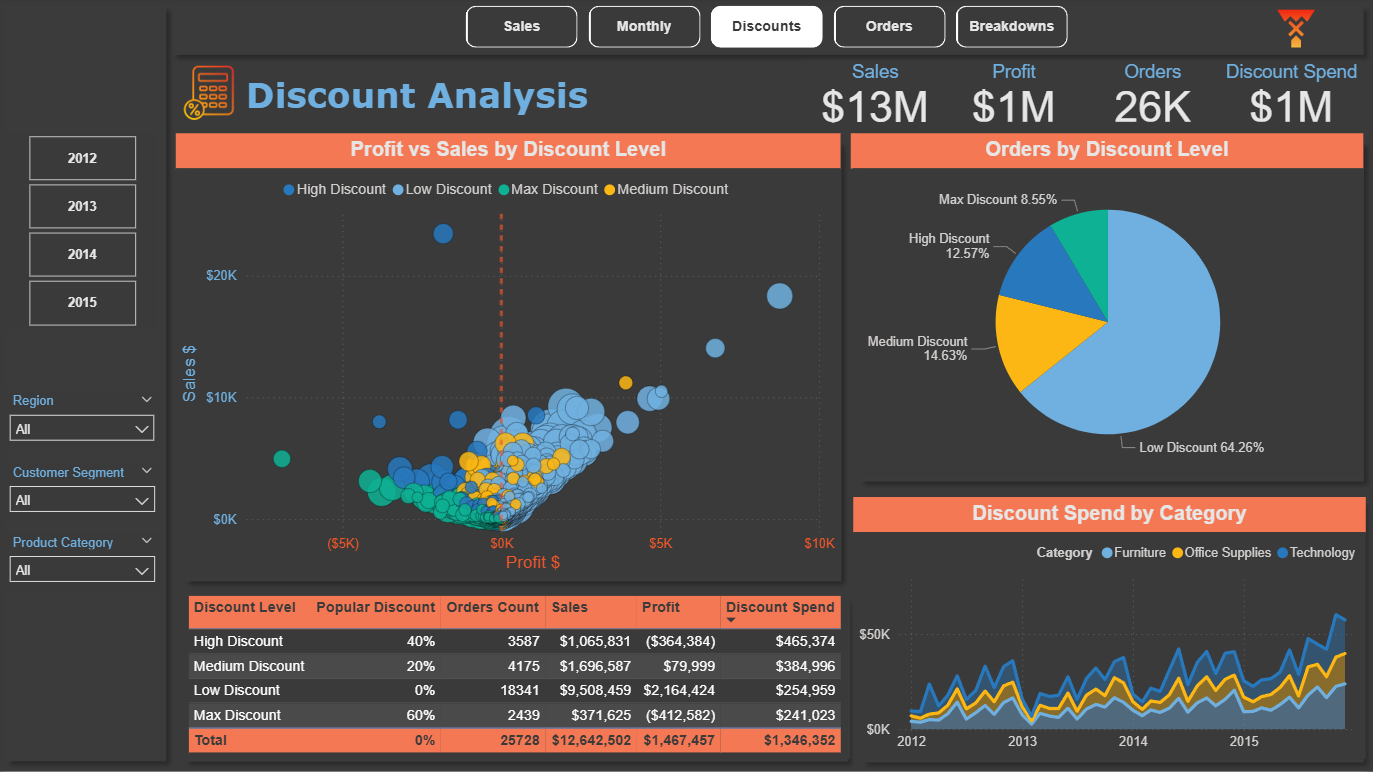 Sales
Monthly
Discounts
Orders
Breakdowns
%
Discount Analysis
Sales
$13M
Profit
$1M
Orders
26K
Discount Spend
$1M
2012
2013
2014
2015
Region
All
Customer Segment
All
Product Category
All
Profit vs Sales by Discount Level
High Discount Low Discount Max Discount Medium Discount
Sales $
$20K
$10K
$0K
($5K) $0K $5K $10K
Profit $
Orders by Discount Level
Max Discount 8.55%
High Discount
12.57%
Medium Discount
14.63%
Low Discount 64.26%
Discount Level Popular Discount Orders Count Sales Profit Discount Spend
High Discount 40% 3587 $1,065,831 ($364,384) $465,374
Medium Discount 20% 4175 $1,696,587 $79,999 $384,996
Low Discount 0% 18341 $9,508,459 $2,164,424 $254,959
Max Discount 60% 2439 $371,625 ($412,582) $241,023
Total 0% 25728 $12,642,502 $1,467,457 $1,346,352
Discount Spend by Category
Category Furniture Office Supplies Technology
$50K
$0K
2012 2013 2014 2015